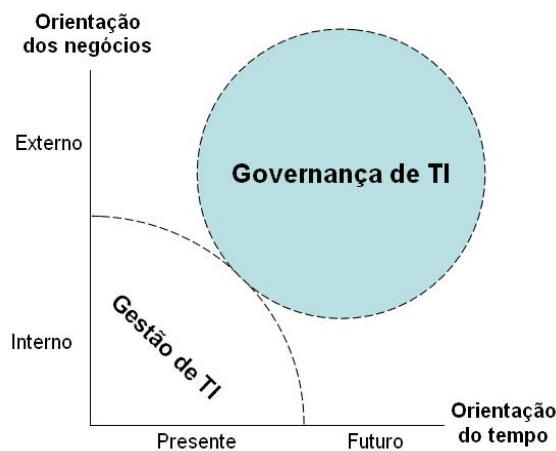 Orientação
dos negócios
Externo
Governança de TI
Gestão de TI
Interno
Presente
Futuro
Orientação
do tempo